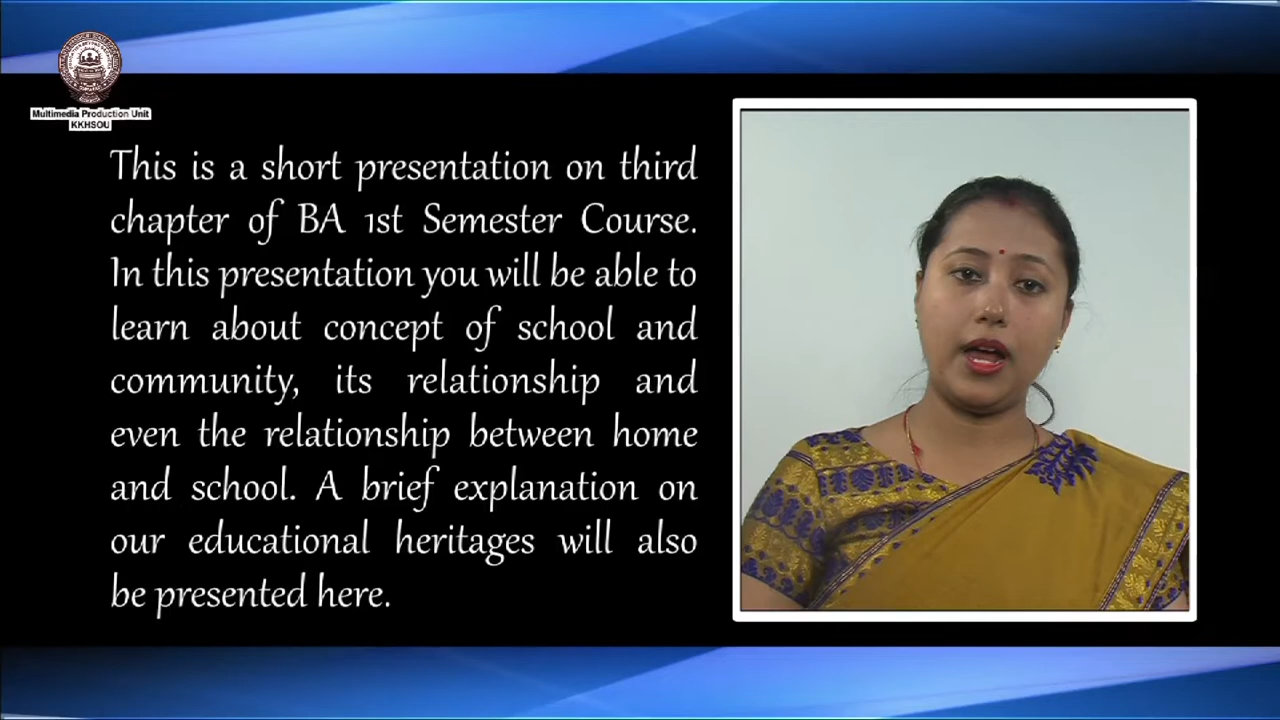 Multimedia Production Unit
KKHSOU
This is a short presentation on third
chapter of BA 1st Semester Course.
In this presentation you will be able to
learn about concept of school and
community, its relationship and
even the relationship between home
and school. A brief explanation on
our educational heritages will also
be presented here.